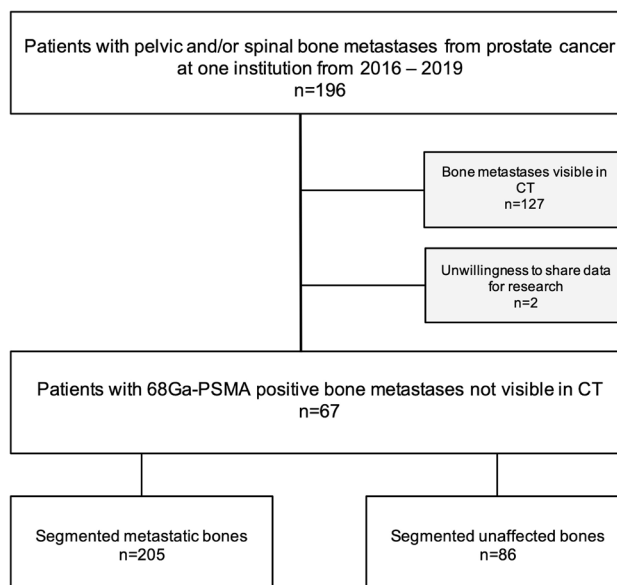 Patients with pelvic and/or spinal bone metastases from prostate cancer
at one institution from 2016 – 2019
n=196
Bone metastases visible in
CT
n=127
Unwillingness to share data
for research
n=2
Patients with 68Ga-PSMA positive bone metastases not visible in CT
n=67
Segmented metastatic bones
n=205
Segmented unaffected bones
n=86